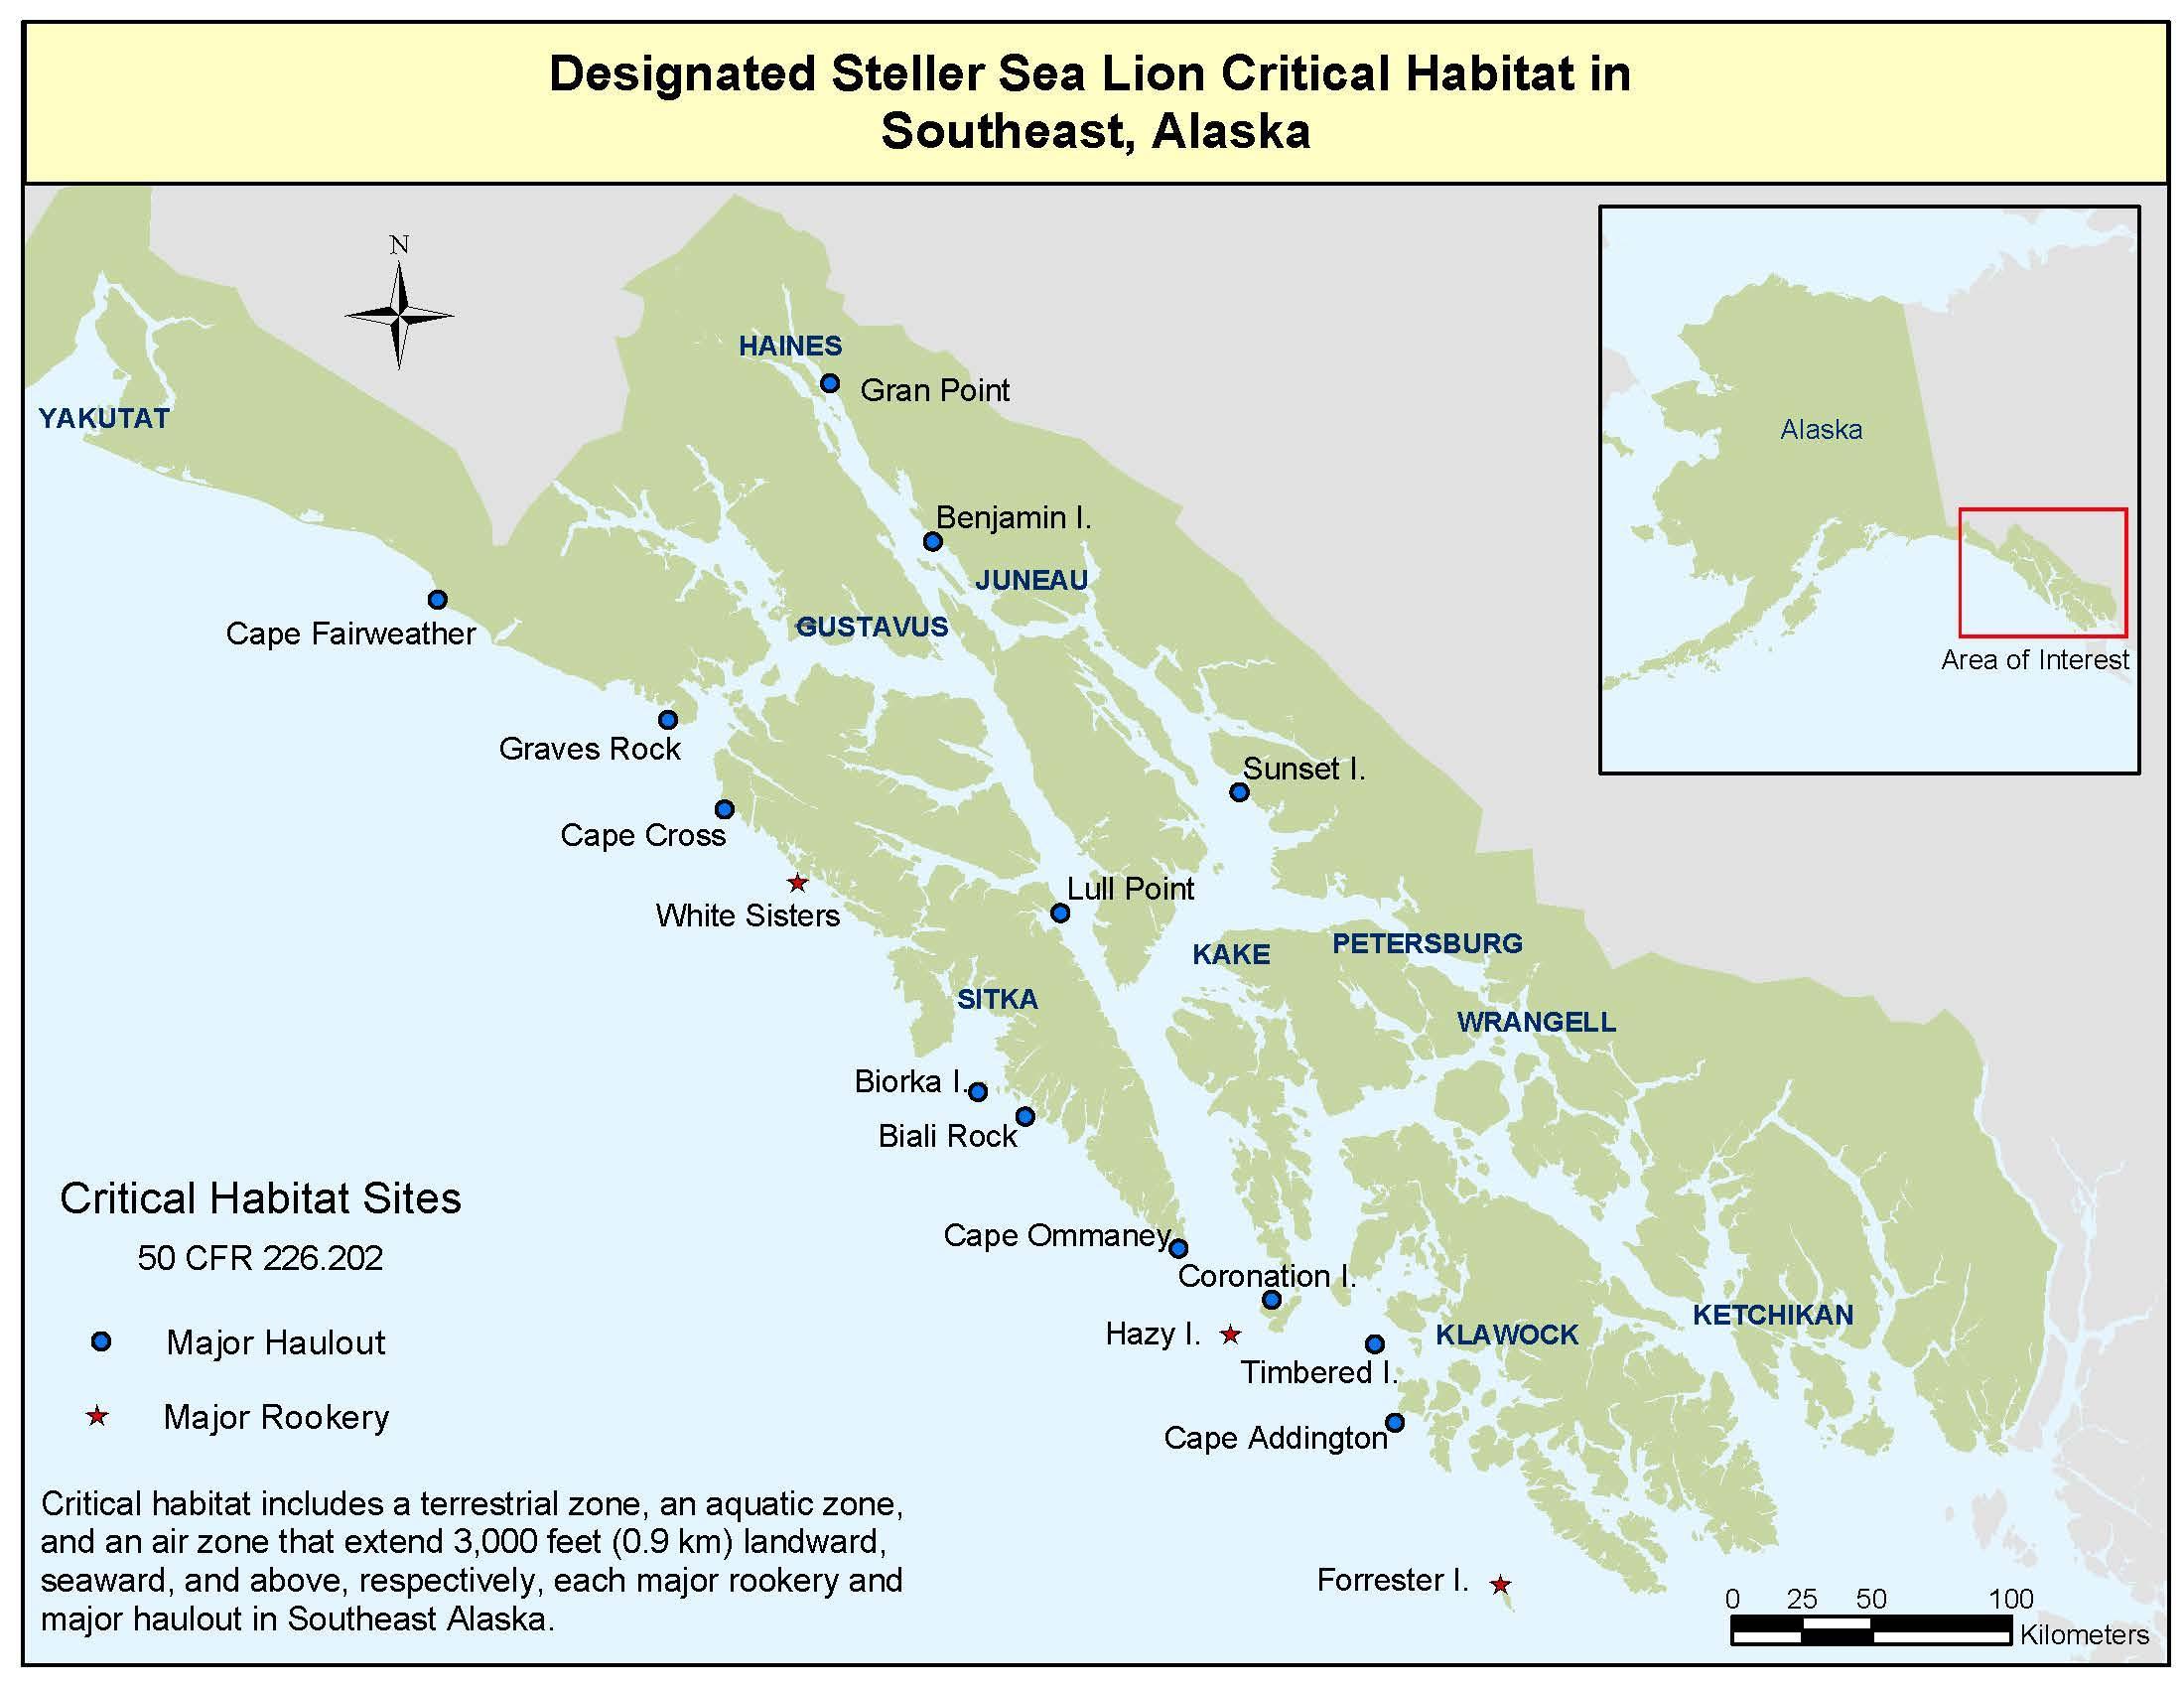 Designated Steller Sea Lion Critical Habitat in
Southeast, Alaska
N
HAINES
Gran Point
YAKUTAT
Alaska
Benjamin I.
JUNEAU
GUSTAVUS
Cape Fairweather
Area of Interest
Graves Rock
Sunset I.
Cape Cross
Lull Point
White Sisters
KAKE
PETERSBURG
SITKA
WRANGELL
Biorka I.
Biali Rock
Critical Habitat Sites
50 CFR 226.202
Cape Ommaney
Coronation I.
Hazy I.
KLAWOCK
KETCHIKAN
Timbered I.
Cape Addington
Major Haulout
Major Rookery
Critical habitat includes a terrestrial zone, an aquatic zone,
and an air zone that extend 3,000 feet (0.9 km) landward,
seaward, and above, respectively, each major rookery and
major haulout in Southeast Alaska.
Forrester I.
0 25 50 100
Kilometers